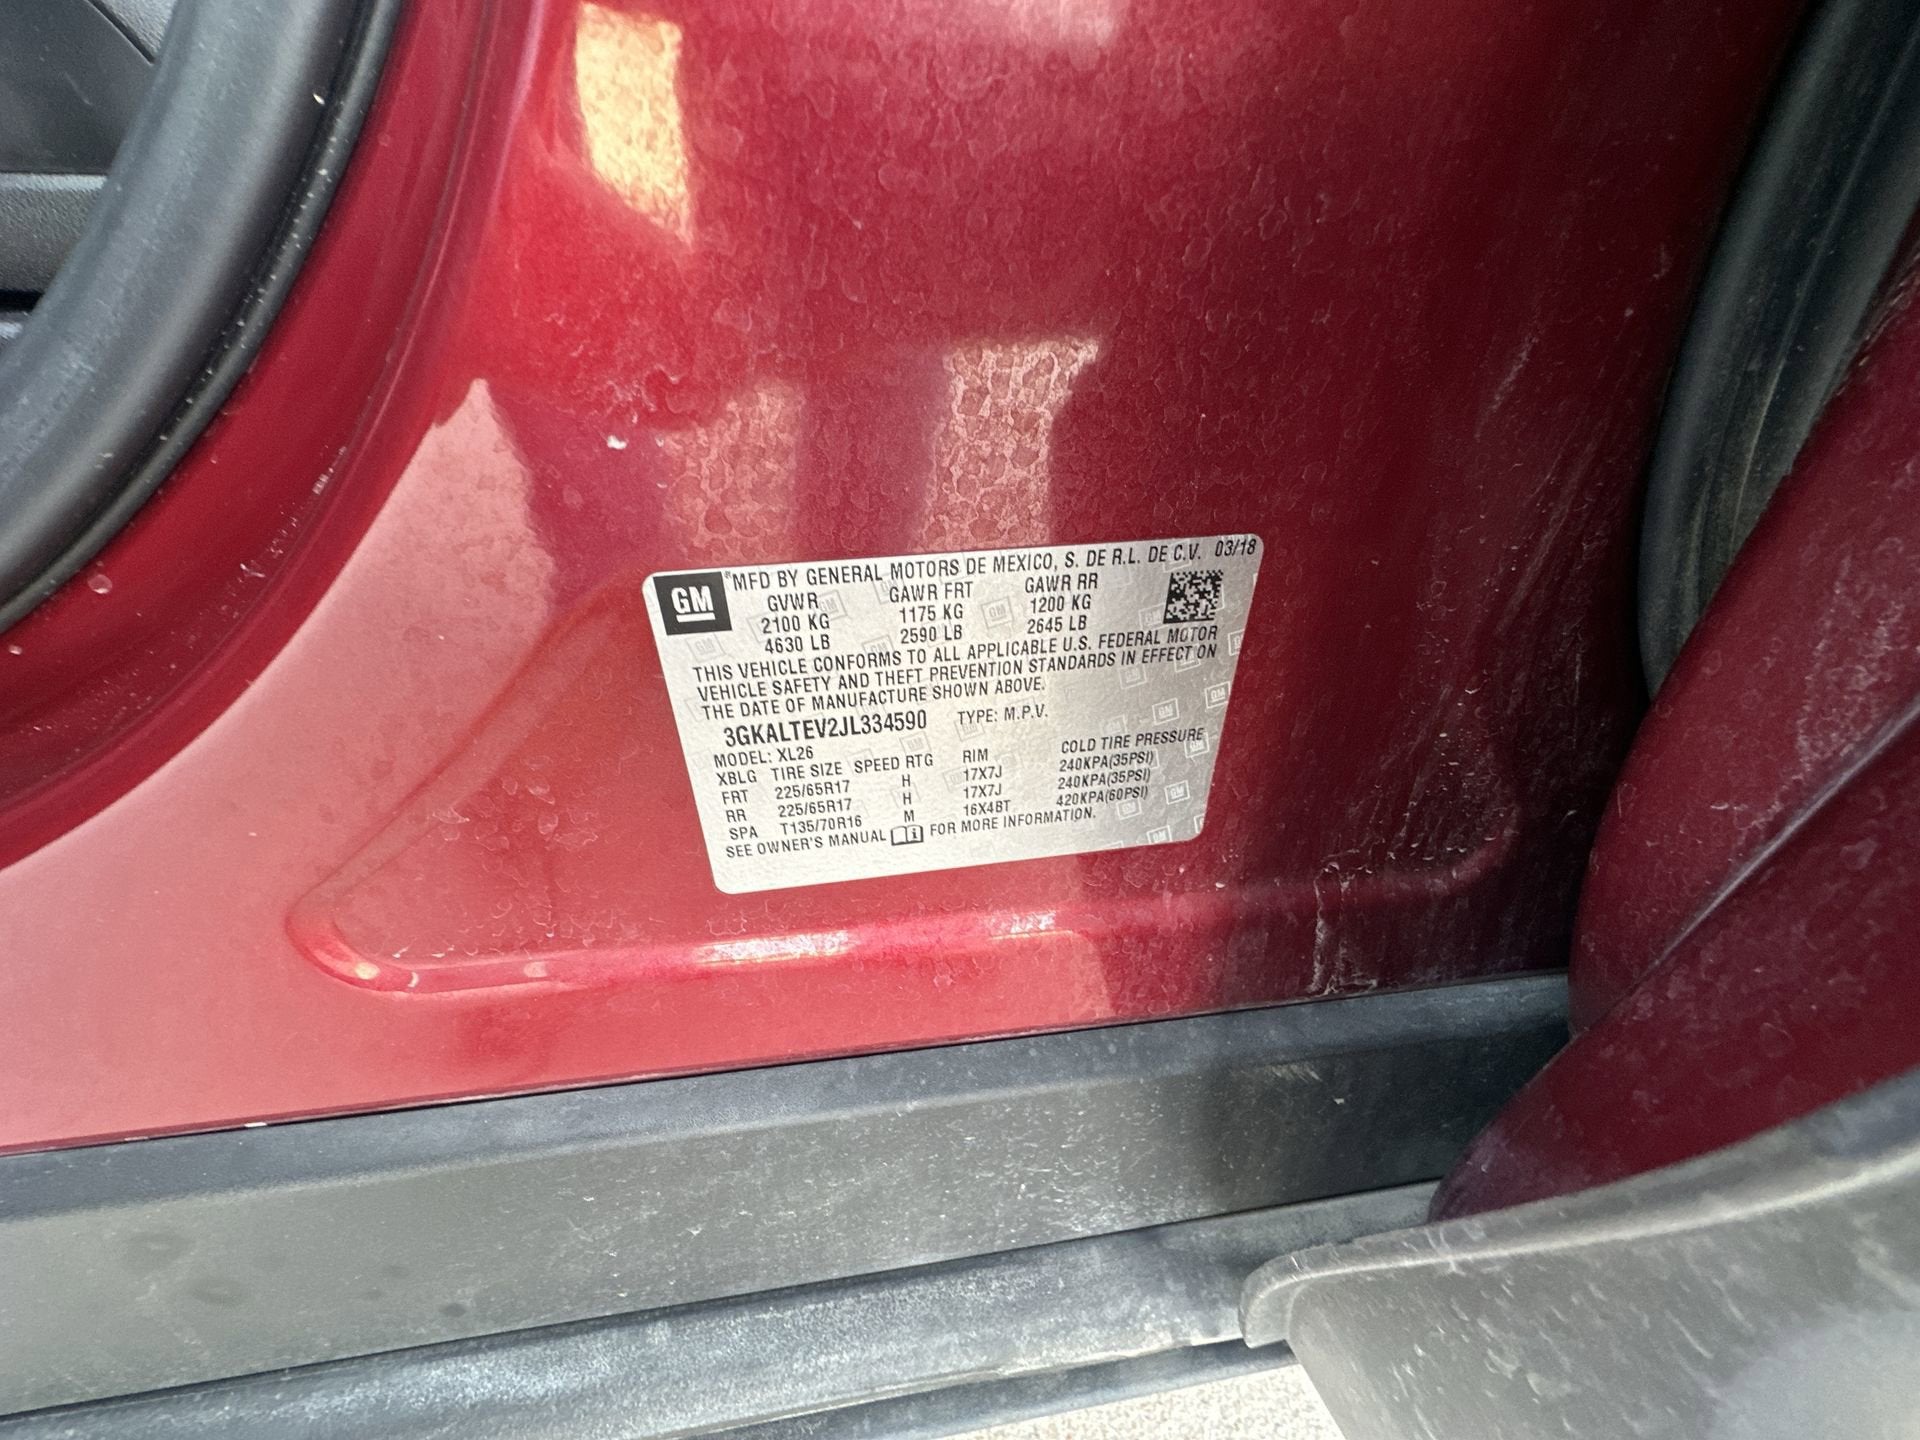 GM ®MFD BY GENERAL MOTORS DE MEXICO, S. DE R.L. DE C.V. 03/18
GVWR GAWR FRT GAWR RR
2100 KG 1175 KG 1200 KG
4630 LB 2590 LB 2645 LB
THIS VEHICLE CONFORMS TO ALL APPLICABLE U.S. FEDERAL MOTOR
VEHICLE SAFETY AND THEFT PREVENTION STANDARDS IN EFFECT ON
THE DATE OF MANUFACTURE SHOWN ABOVE.
3GKALTEV2JL334590 TYPE: M.P.V.
MODEL: XL26
XBLG TIRE SIZE SPEED RTG RIM COLD TIRE PRESSURE
FRT 225/65R17 H 17X7J 240KPA(35PSI)
RR 225/65R17 H 17X7J 240KPA(35PSI)
SPA T135/70R16 M 16X4BT 420KPA(60PSI)
SEE OWNER'S MANUAL FOR MORE INFORMATION.